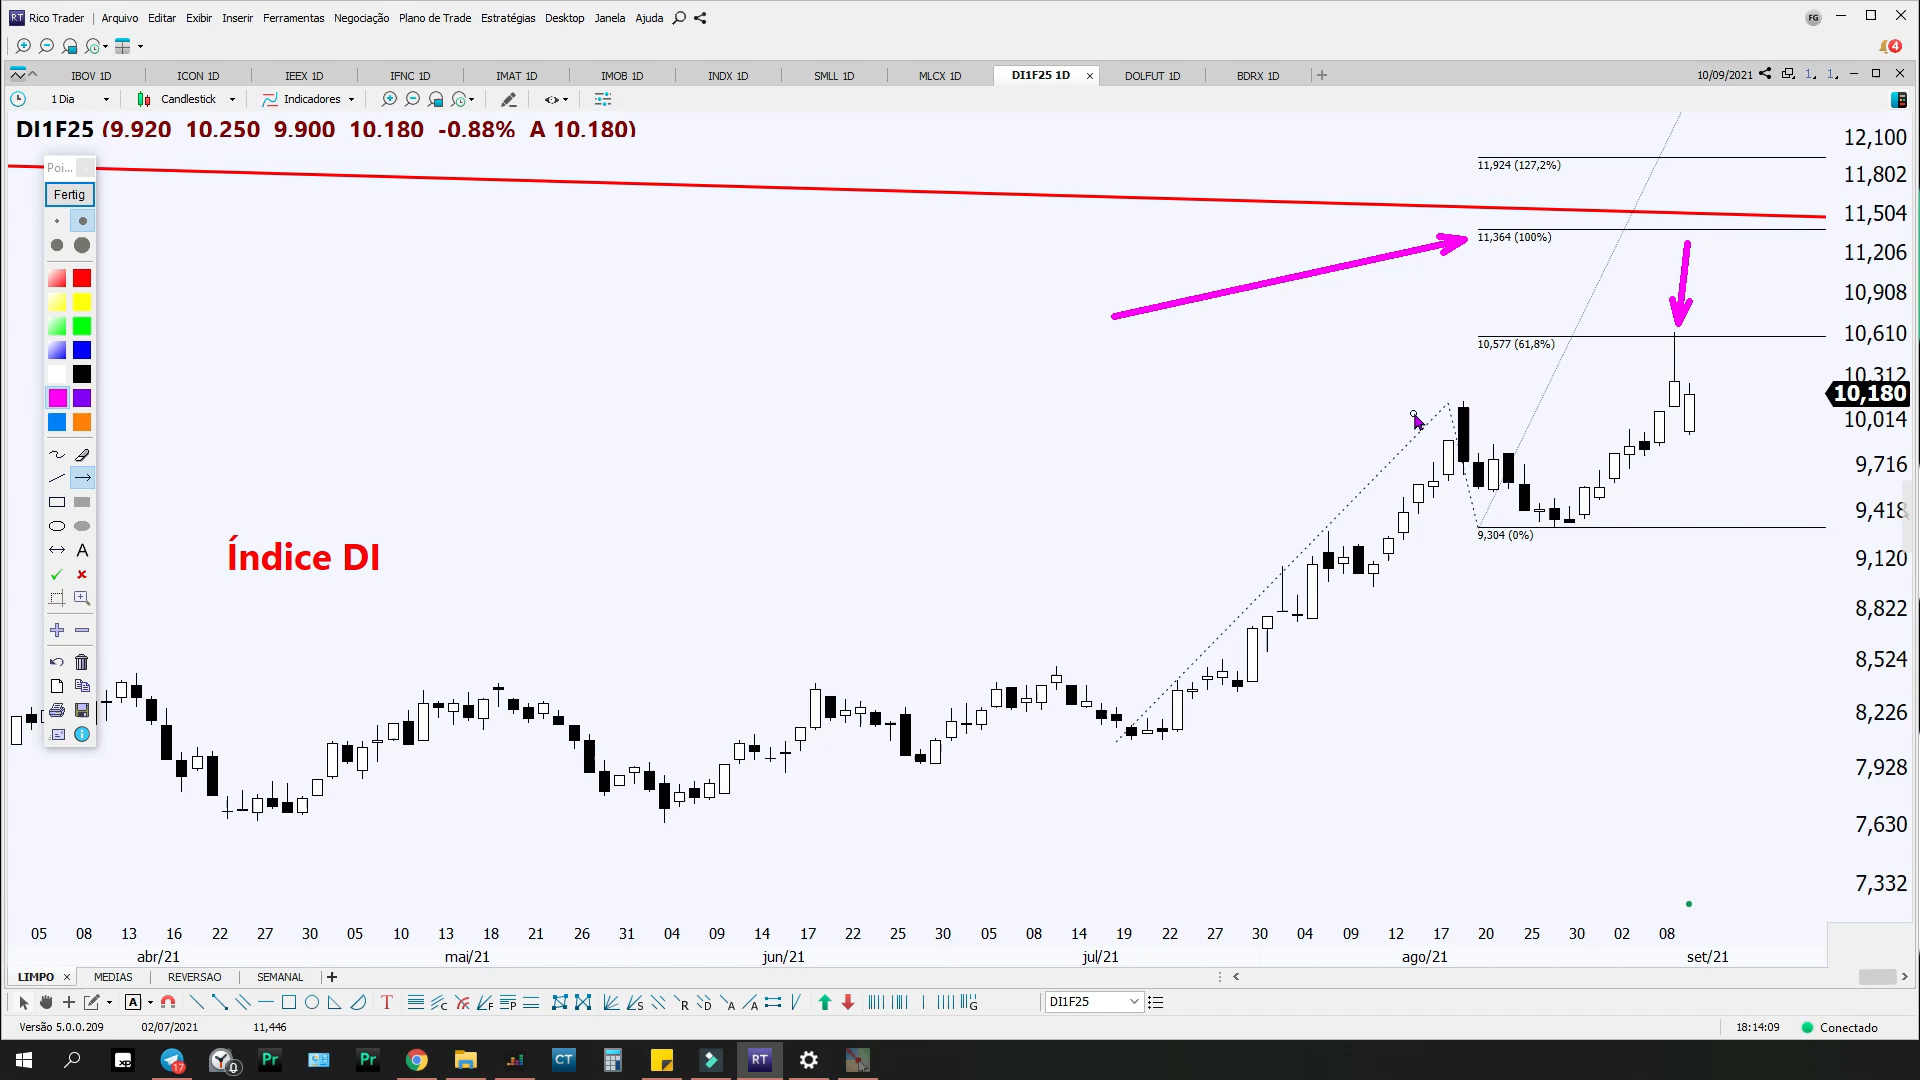 Rico Trader Arquivo Editar Exibir Inserir Ferramentas Negociação Plano de Trade Estratégias Desktop Janela Ajuda FG
4
IBOV 1D ICON 1D IEEX 1D IFNC 1D IMAT 1D IMOB 1D INDX 1D SMLL 1D MLCX 1D DI1F25 1D DOLFUT 1D BDRX 1D 10/09/2021
1 Dia Candlestick Indicadores
DI1F25 (9.920 10.250 9.900 10.180 -0.88% A 10.180)
Poi...
Fertig
12,100
11,924 (127,2%)
11,802
11,504
11,364 (100%)
11,206
10,908
10,610
10,577 (61,8%)
10,312
10,180
10,014
9,716
9,418
9,304 (0%)
9,120
Índice DI
8,822
8,524
8,226
7,928
7,630
7,332
05 08 13 16 22 27 30 05 10 13 18 21 26 31 04 09 14 17 22 25 30 05 08 14 19 22 27 30 04 09 12 17 20 25 30 02 08
abr/21 mai/21 jun/21 jul/21 ago/21 set/21
LIMPO MEDIAS REVERSAO SEMANAL
DI1F25
Versão 5.0.0.209 02/07/2021 11,446 18:14:09 Conectado
xp 17 Pr Pr CT RT